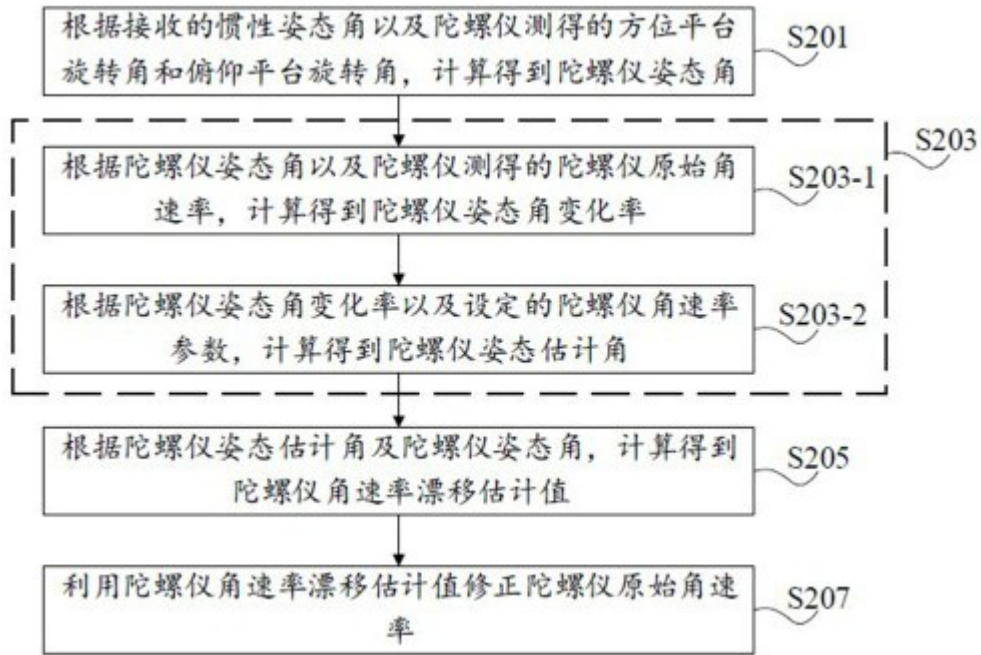 根据接收的惯性姿态角以及陀螺仪测得的方位平台
旋转角和俯仰平台旋转角，计算得到陀螺仪姿态角
S201
S203
根据陀螺仪姿态角以及陀螺仪测得的陀螺仪原始角
速率，计算得到陀螺仪姿态角变化率
S203-1
根据陀螺仪姿态角变化率以及设定的陀螺仪角速率
参数，计算得到陀螺仪姿态估计角
S203-2
根据陀螺仪姿态估计角及陀螺仪姿态角，计算得到
陀螺仪角速率漂移估计值
S205
利用陀螺仪角速率漂移估计值修正陀螺仪原始角速
率
S207